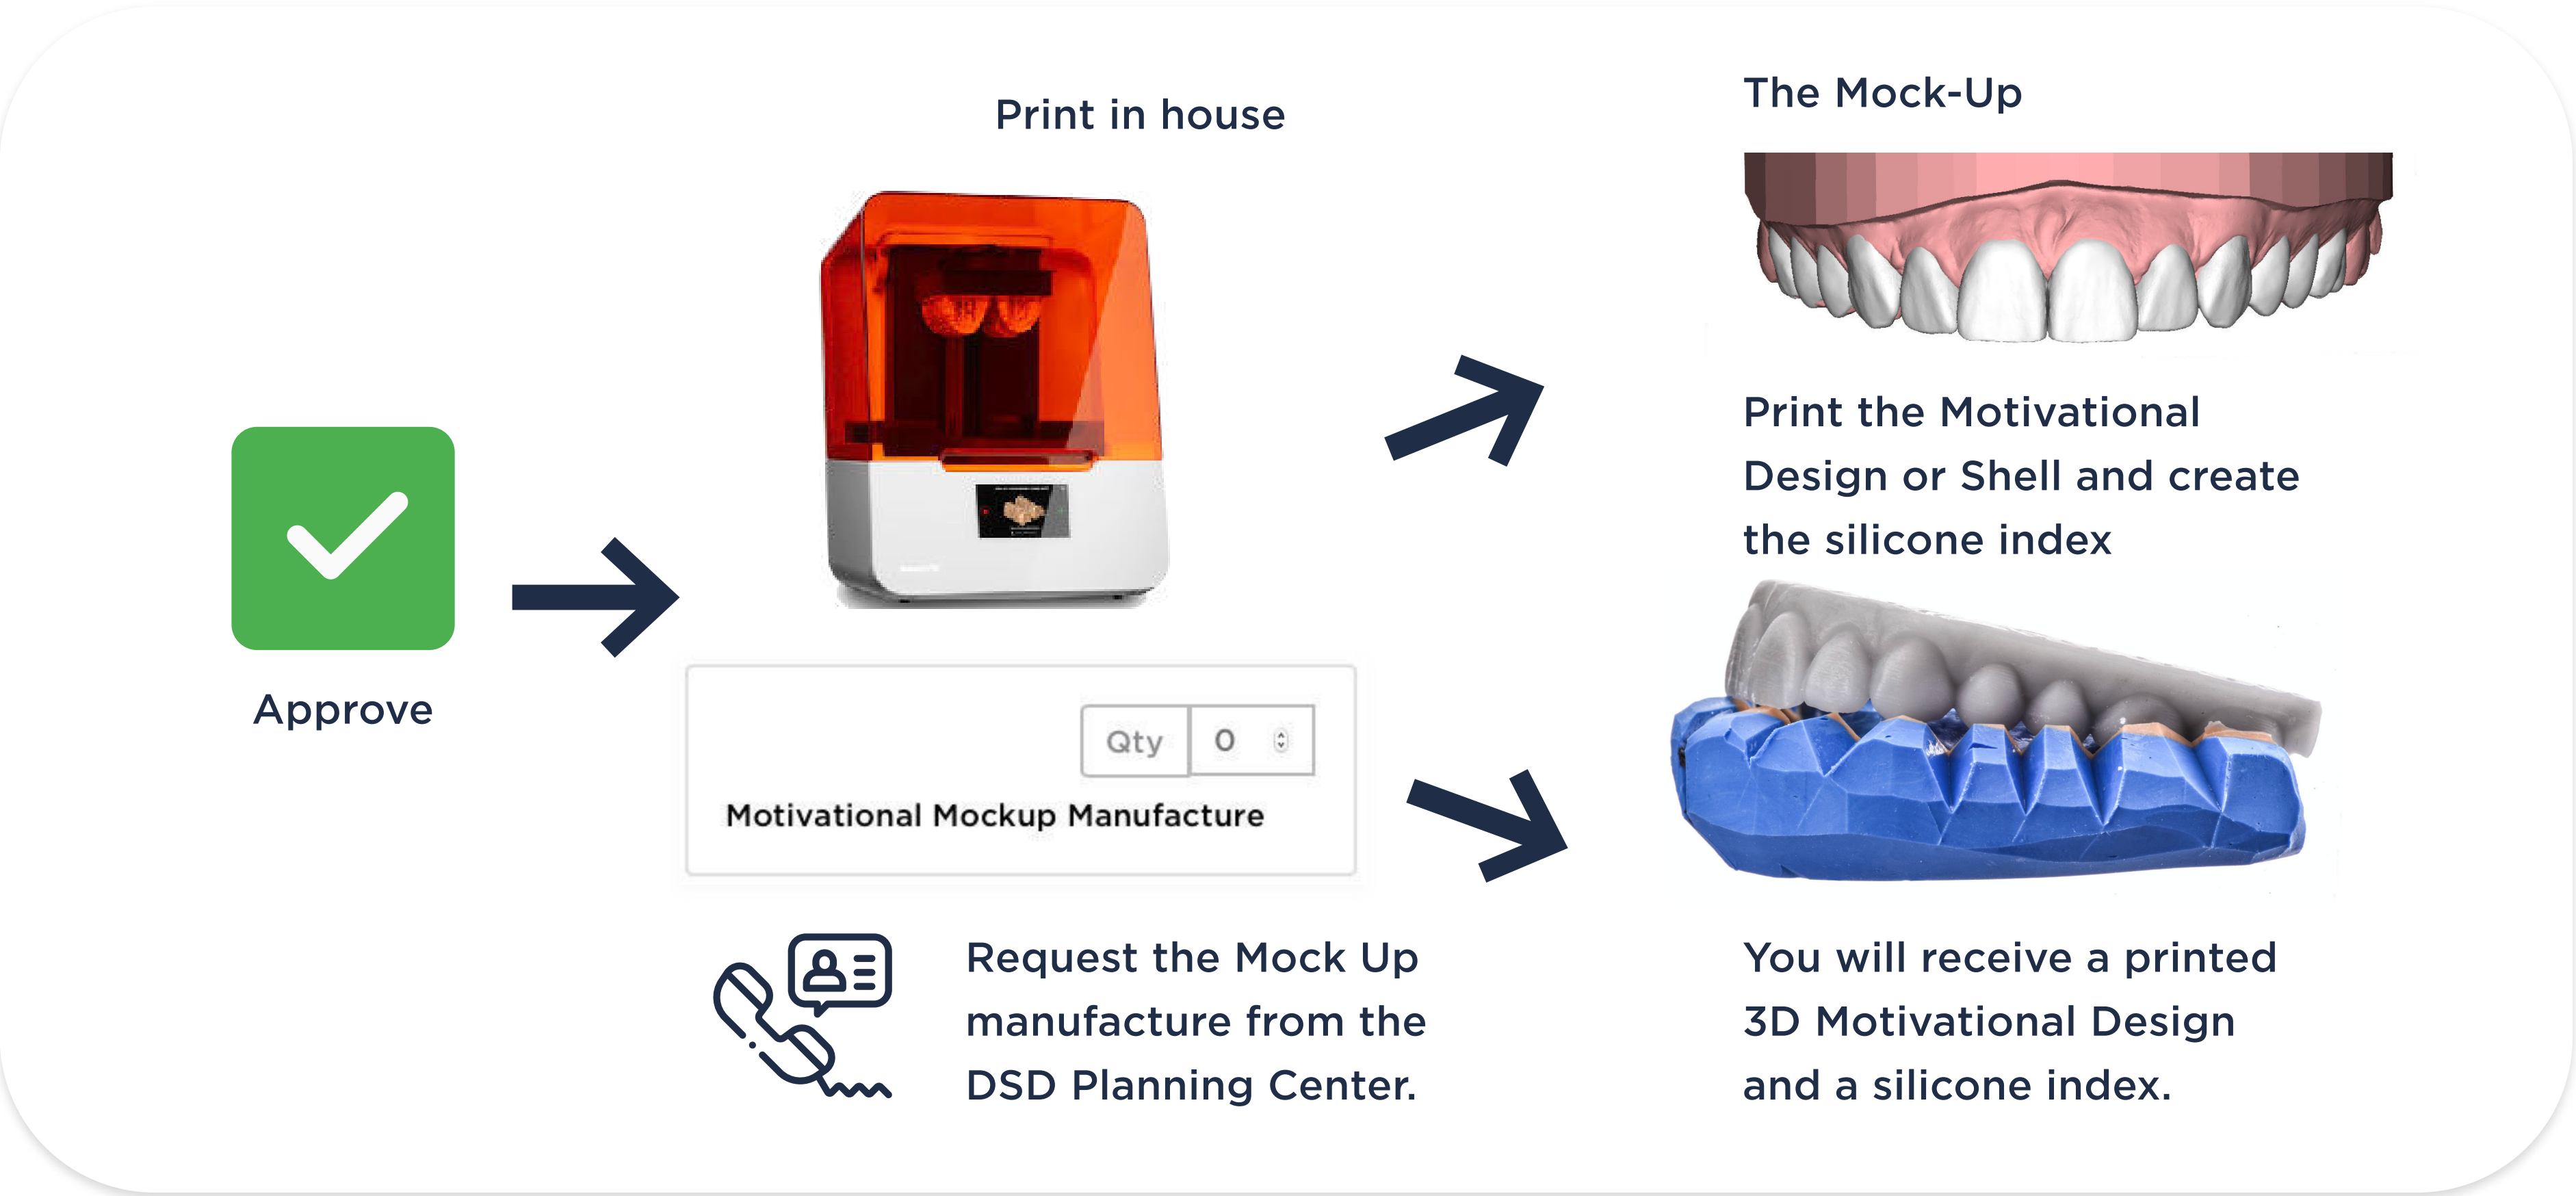 Print in house
The Mock-Up
Approve
Print the Motivational
Design or Shell and create
the silicone index
Qty 0
Motivational Mockup Manufacture
Request the Mock Up
manufacture from the
DSD Planning Center.
You will receive a printed
3D Motivational Design
and a silicone index.